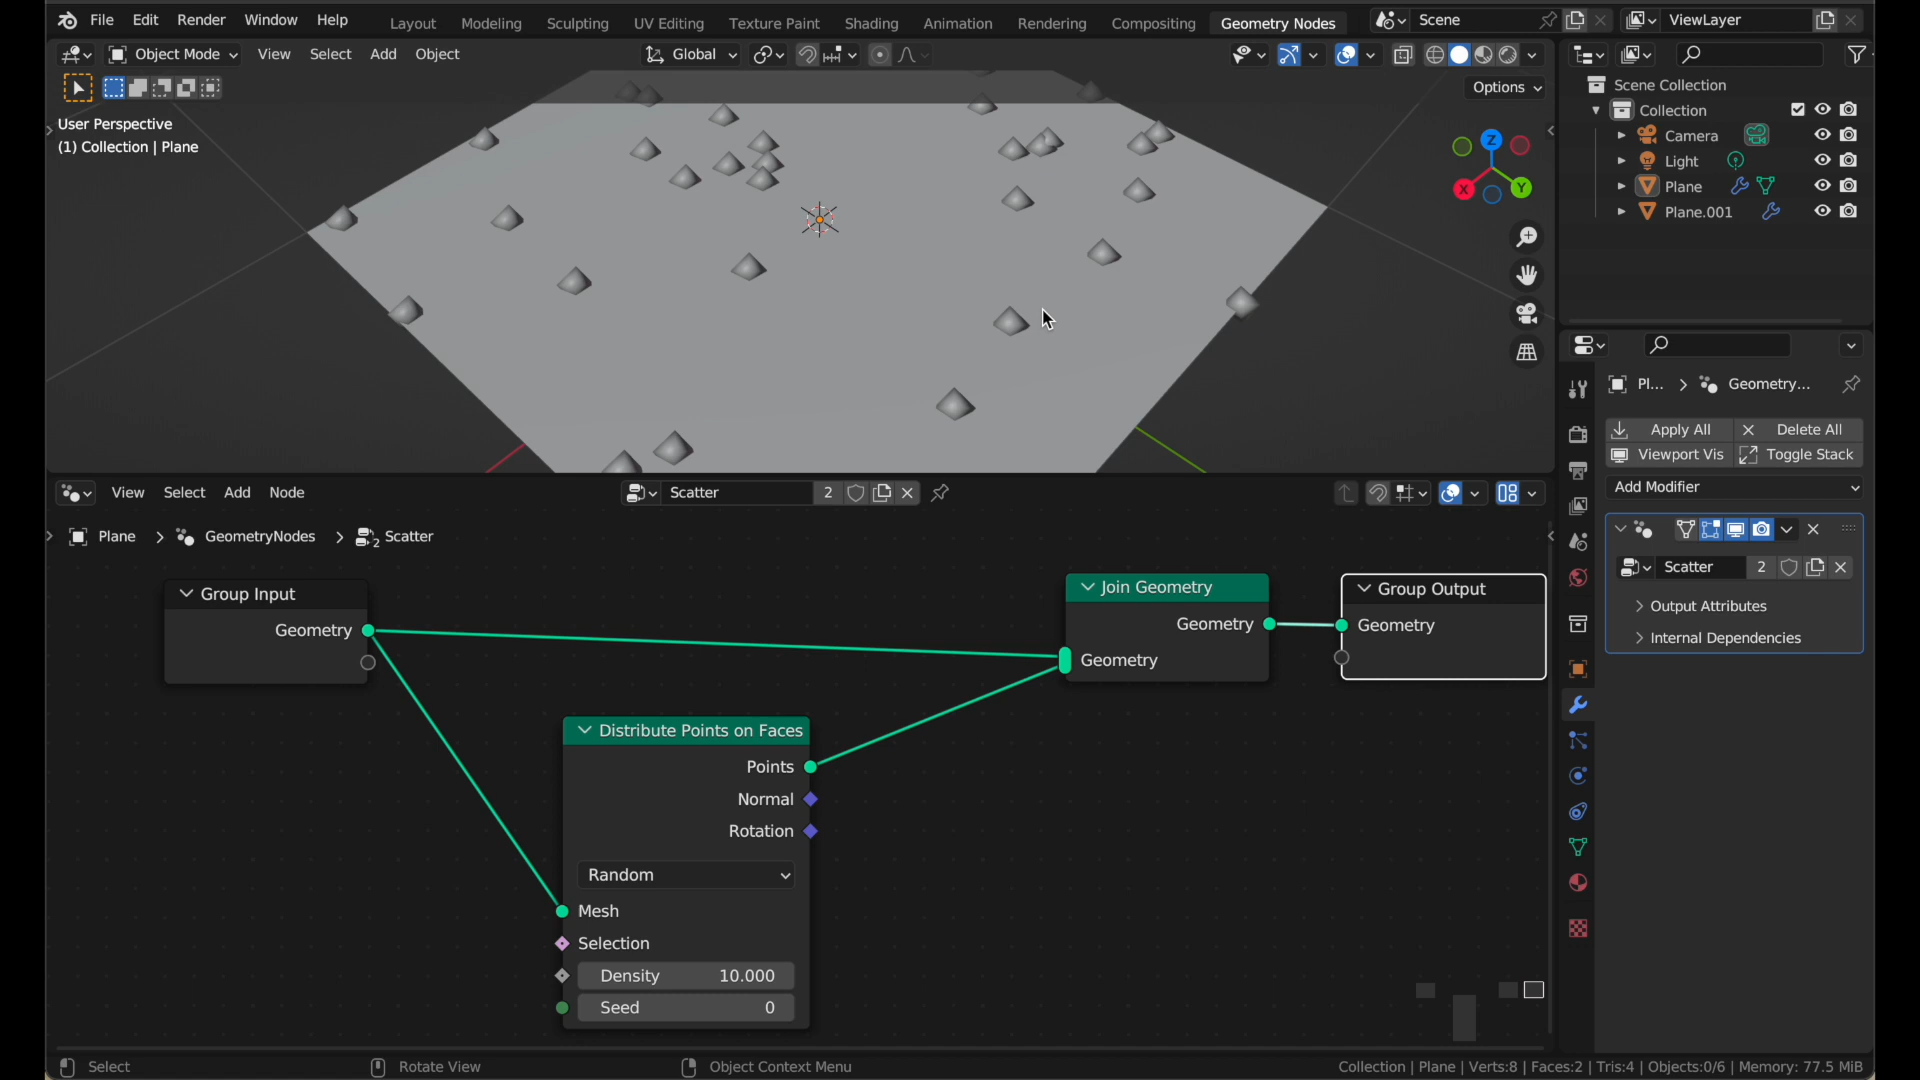 File Edit Render Window Help Layout Modeling Sculpting UV Editing Texture Paint Shading Animation Rendering Compositing Geometry Nodes Scene ViewLayer
Object Mode View Select Add Object Global
Options
User Perspective
(1) Collection | Plane
Z
X
Y
Scene Collection
Collection
Camera
Light
Plane
Plane.001
Pl... > Geometry...
Apply All Delete All
Viewport Vis Toggle Stack
Add Modifier
Scatter 2
Output Attributes
Internal Dependencies
View Select Add Node Scatter 2
Plane > GeometryNodes > 2 Scatter
Group Input
Geometry
Distribute Points on Faces
Points
Normal
Rotation
Random
Mesh
Selection
Density 10.000
Seed 0
Join Geometry
Geometry
Geometry
Group Output
Geometry
Select Rotate View Object Context Menu Collection | Plane | Verts:8 | Faces:2 | Tris:4 | Objects:0/6 | Memory: 77.5 MiB